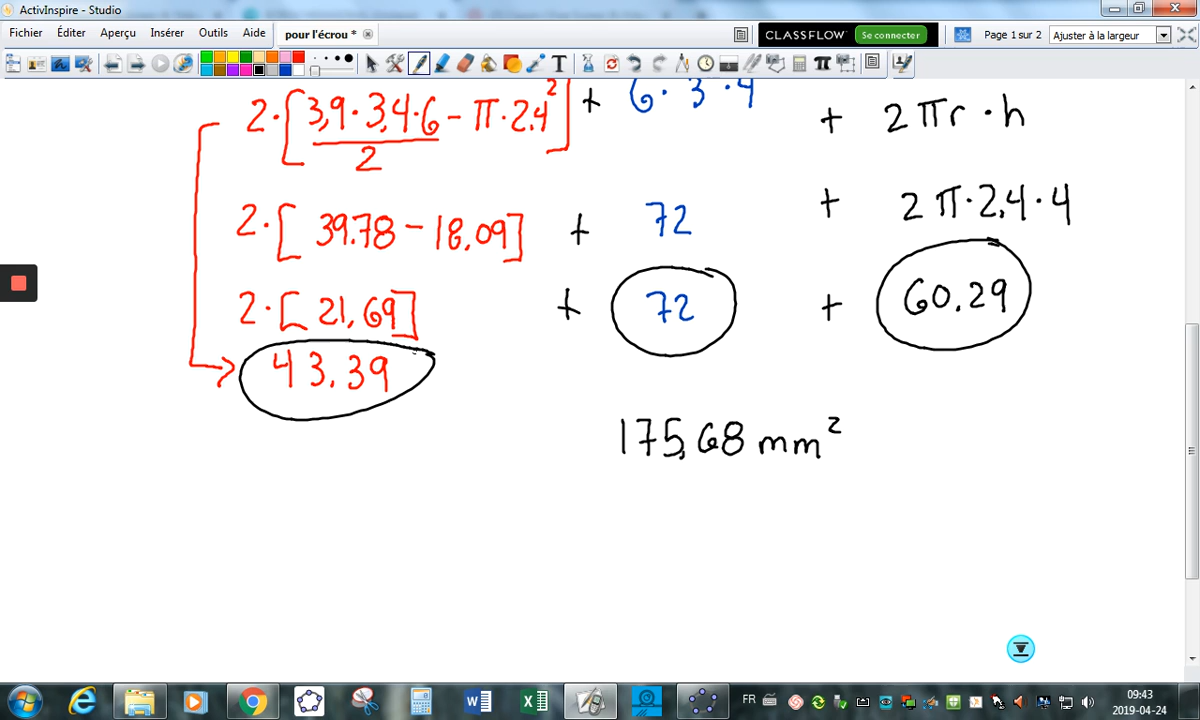 ActivInspire - Studio
Fichier Éditer Aperçu Insérer Outils Aide pour l'écrou * CLASSFLOW Se connecter Page 1 sur 2 Ajuster à la largeur
2·[3,9·3,4·6/2 - π·2,4²] + 6·3·4 + 2πr·h
2·[39.78 - 18.09] + 72 + 2π·2,4·4
2·[21,69] + 72 + 60.29
43.39
175,68 mm²
FR 09:43
2019-04-24